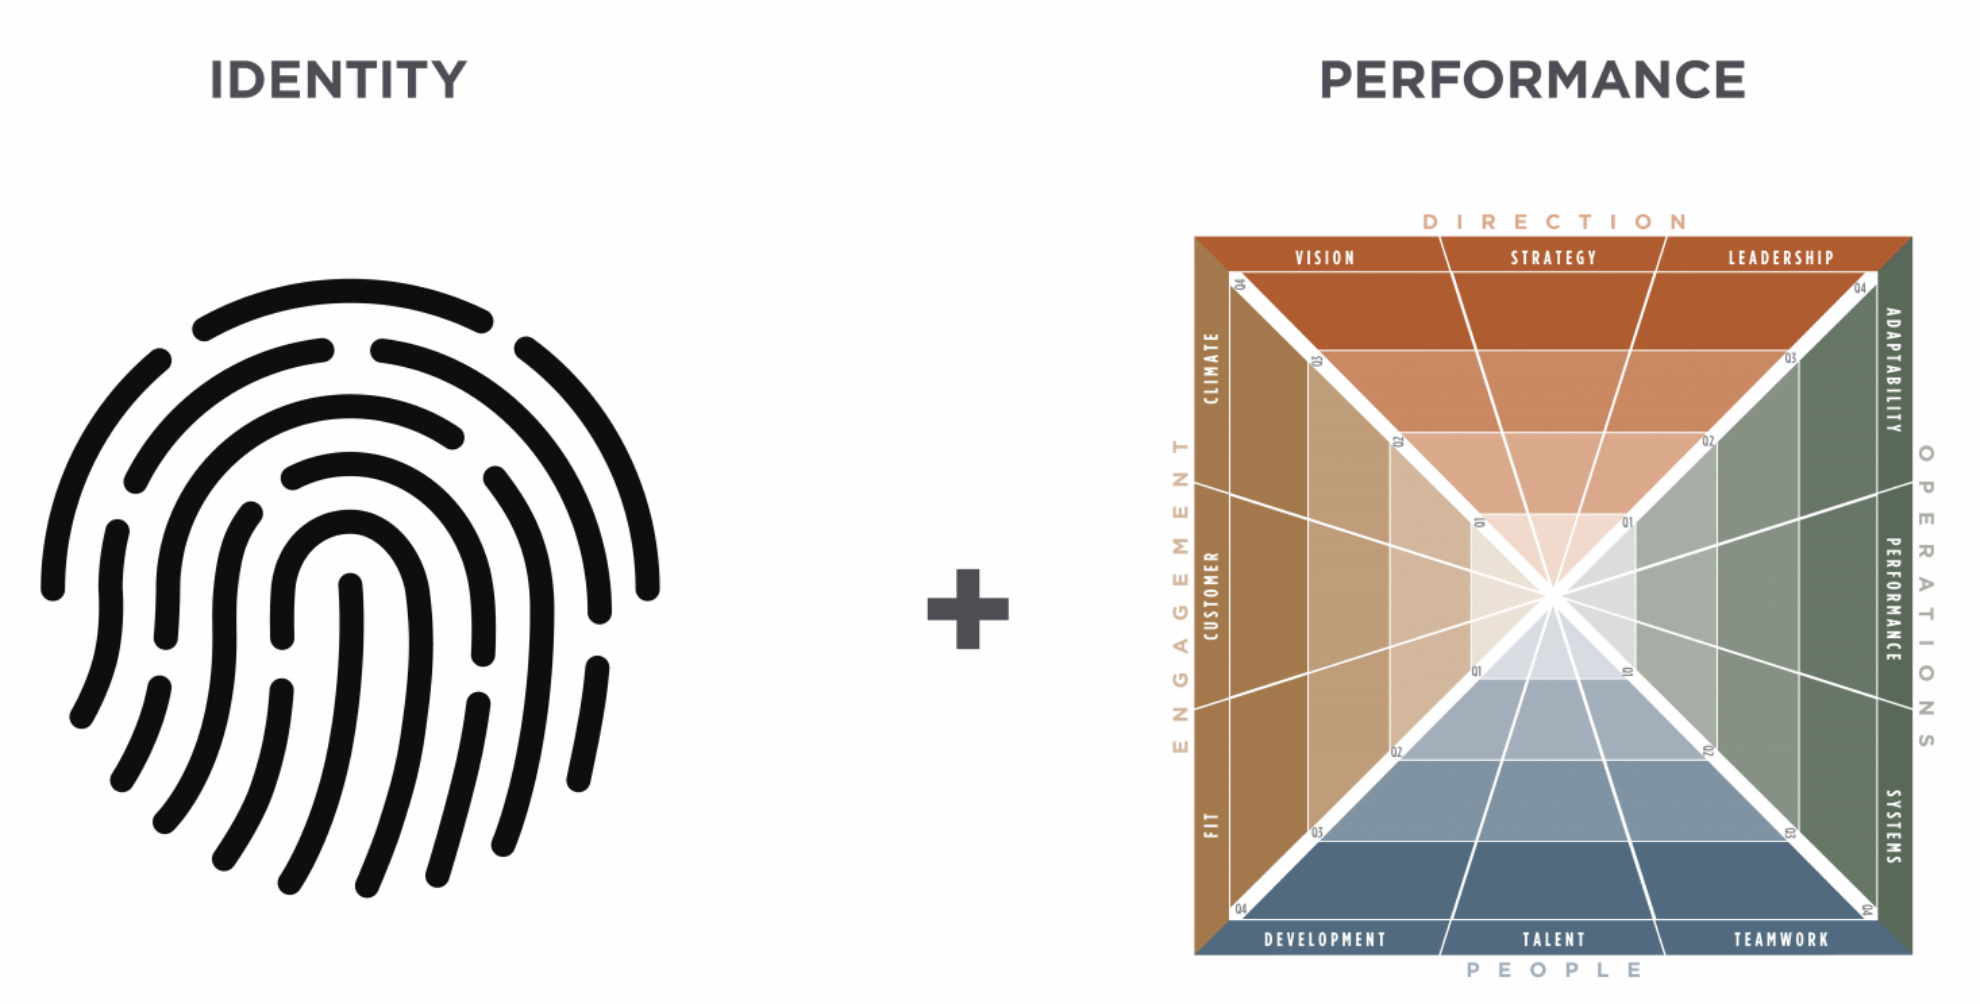 IDENTITY
PERFORMANCE
DIRECTION
VISION
STRATEGY
LEADERSHIP
ENGAGEMENT
CLIMATE
CUSTOMER
FIT
OPERATIONS
ADAPTABILITY
PERFORMANCE
SYSTEMS
Q4
Q4
Q3
Q3
Q2
Q2
Q1
Q1
Q1
Q1
Q2
Q2
Q3
Q3
Q4
Q4
DEVELOPMENT
TALENT
TEAMWORK
PEOPLE